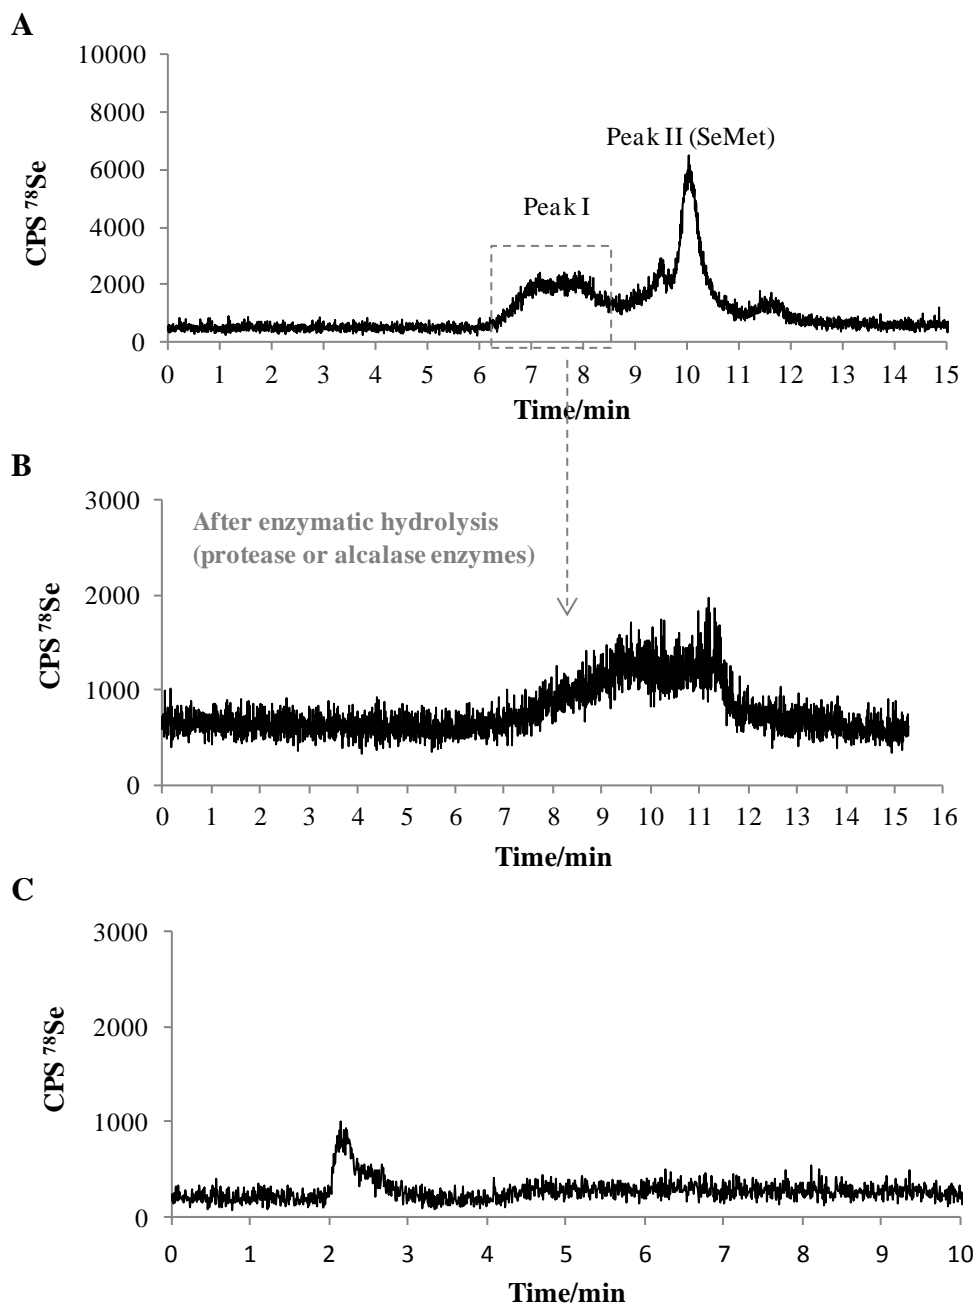 A
10000
8000
6000
4000
2000
0
CPS ⁷⁸Se
Peak I
Peak II (SeMet)
0 1 2 3 4 5 6 7 8 9 10 11 12 13 14 15
Time/min
B
3000
2000
1000
0
CPS ⁷⁸Se
After enzymatic hydrolysis
(protease or alcalase enzymes)
0 1 2 3 4 5 6 7 8 9 10 11 12 13 14 15 16
Time/min
C
3000
2000
1000
0
CPS ⁷⁸Se
0 1 2 3 4 5 6 7 8 9 10
Time/min